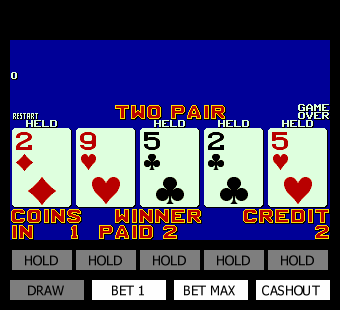 0
TWO PAIR
GAME
OVER
RESTART
HELD HELD HELD HELD HELD
2 9 5 2 5
COINS WINNER CREDIT
IN 1 PAID 2 2
HOLD HOLD HOLD HOLD HOLD
DRAW BET 1 BET MAX CASHOUT